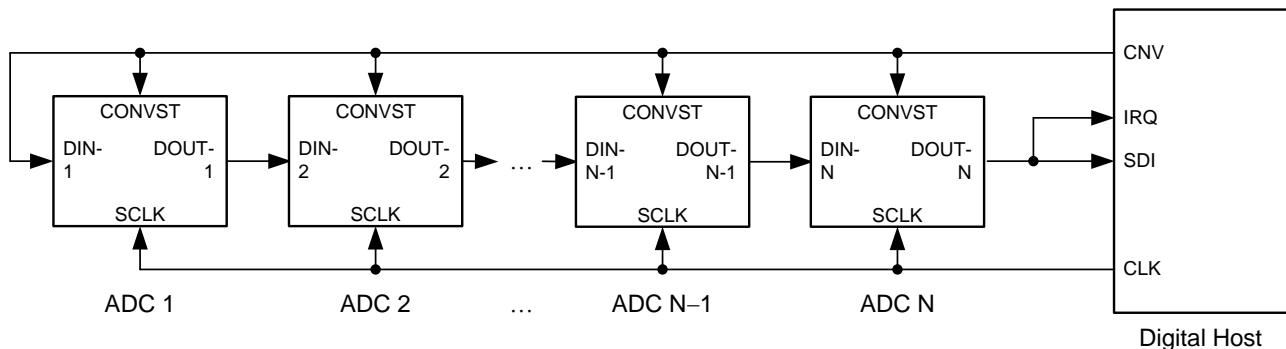 CNV
CONVST CONVST CONVST CONVST
IRQ
DIN-
1
DOUT-
1
DIN-
2
DOUT-
2
…
DIN-
N-1
DOUT-
N-1
DIN-
N
DOUT-
N
SDI
SCLK SCLK SCLK SCLK
CLK
ADC 1 ADC 2 … ADC N−1 ADC N
Digital Host